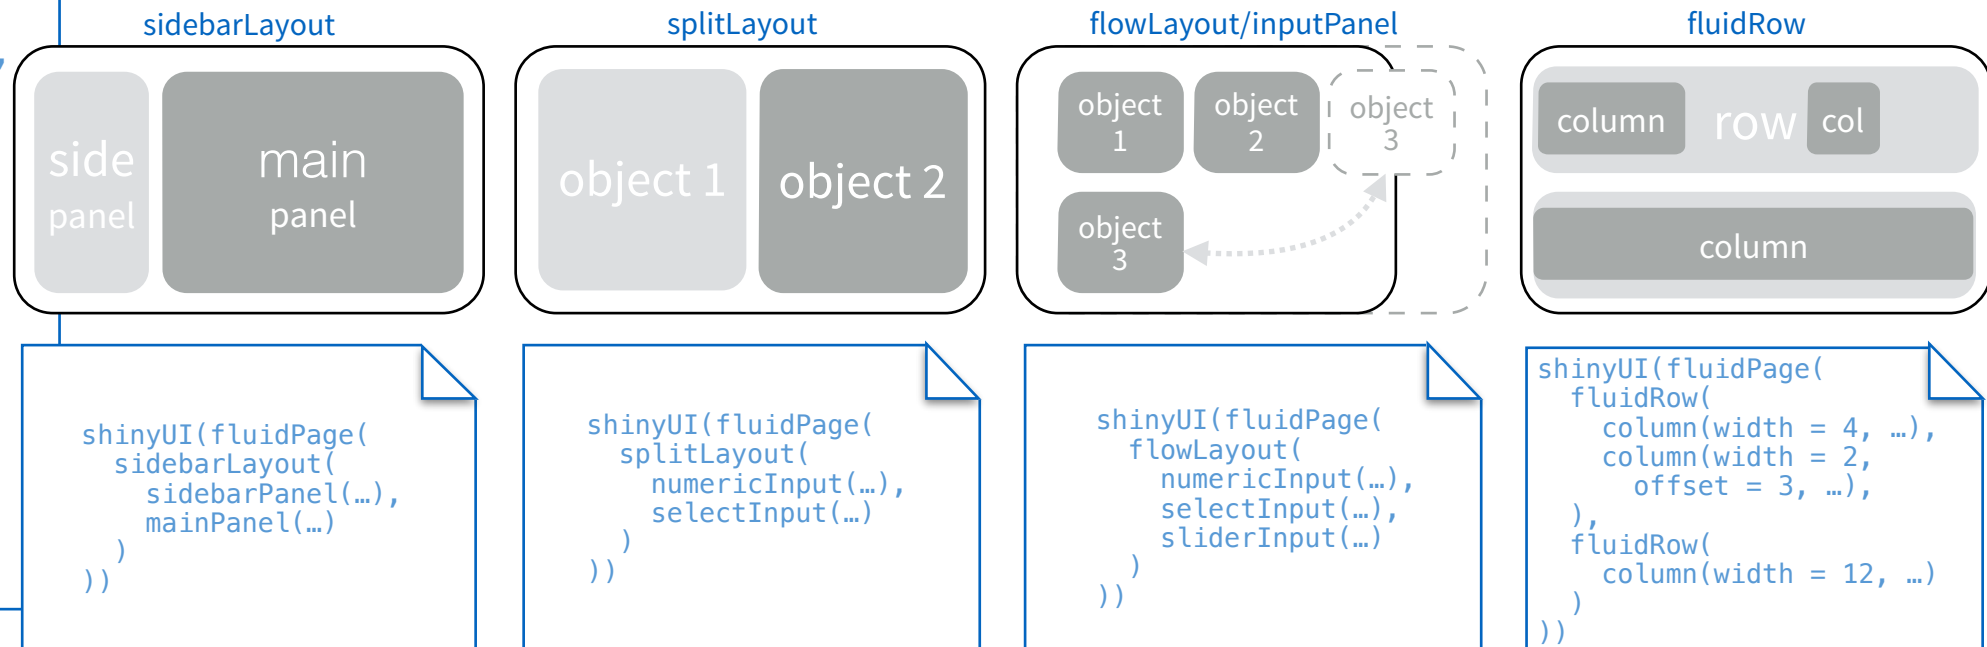 sidebarLayout
side
panel
main
panel
shinyUI(fluidPage(
  sidebarLayout(
    sidebarPanel(…),
    mainPanel(…)
  )
))
splitLayout
object 1
object 2
shinyUI(fluidPage(
  splitLayout(
    numericInput(…),
    selectInput(…)
  )
))
flowLayout/inputPanel
object
1
object
2
object
3
object
3
shinyUI(fluidPage(
  flowLayout(
    numericInput(…),
    selectInput(…),
    sliderInput(…)
  )
))
fluidRow
column
row
col
column
shinyUI(fluidPage(
  fluidRow(
    column(width = 4, …),
    column(width = 2,
      offset = 3, …),
  ),
  fluidRow(
    column(width = 12, …)
  )
))